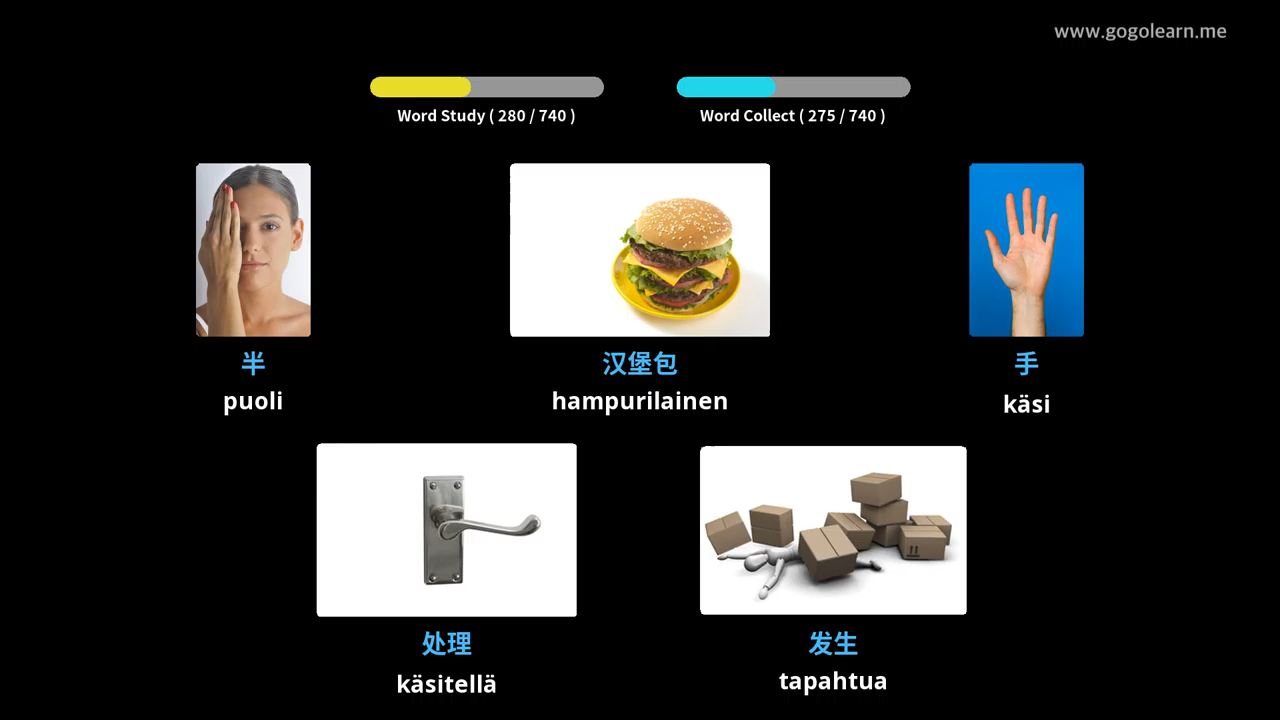 www.gogolearn.me
Word Study ( 280 / 740 )
Word Collect ( 275 / 740 )
半
汉堡包
手
puoli
hampurilainen
käsi
处理
发生
käsitellä
tapahtua